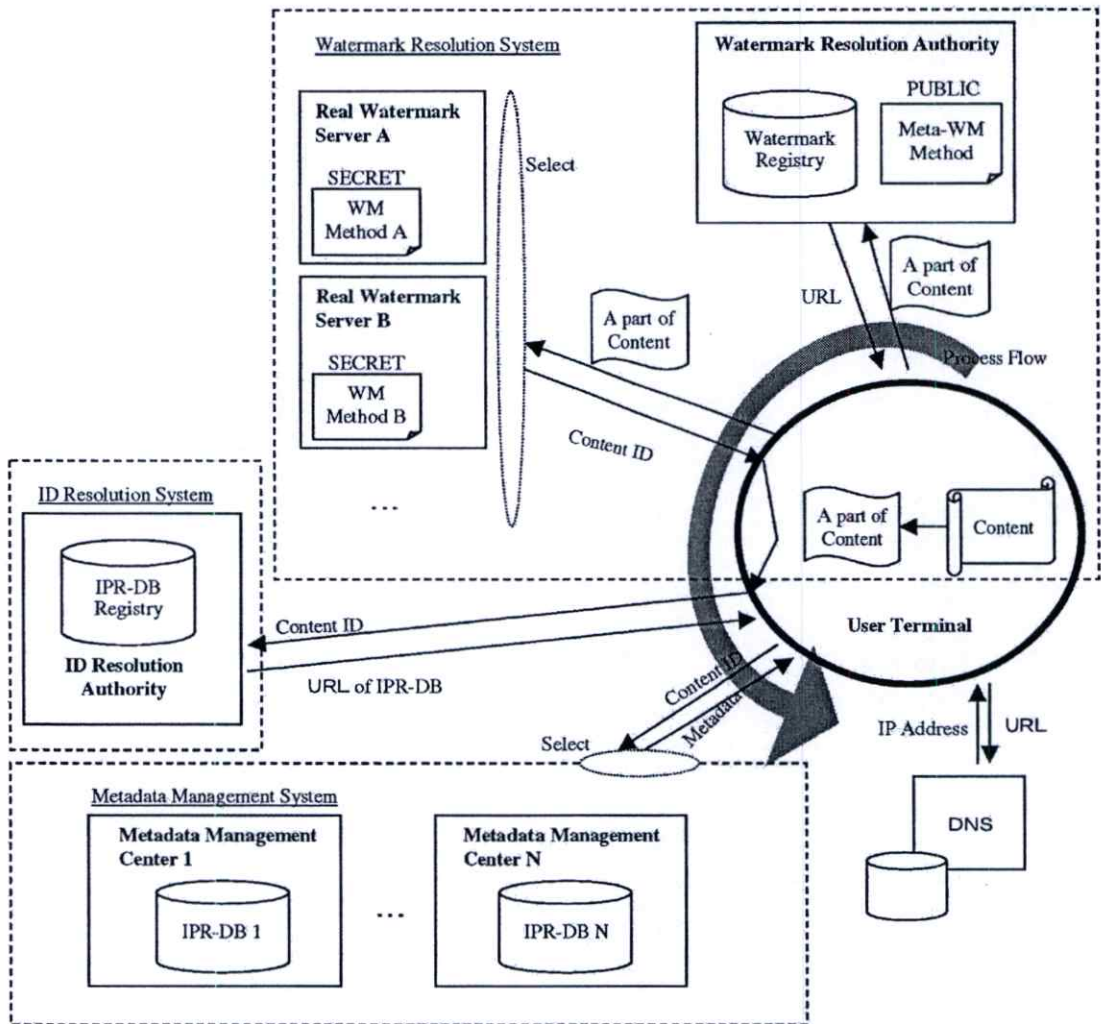 Watermark Resolution System
Watermark Resolution Authority
PUBLIC
Watermark
Registry
Meta-WM
Method
Real Watermark
Server A
SECRET
WM
Method A
Select
Real Watermark
Server B
SECRET
WM
Method B
...
A part of
Content
URL
A part of
Content
Process Flow
Content ID
A part of
Content
Content
User Terminal
ID Resolution System
IPR-DB
Registry
ID Resolution
Authority
Content ID
URL of IPR-DB
Content ID
Metadata
Select
IP Address
URL
DNS
Metadata Management System
Metadata Management
Center 1
IPR-DB 1
...
Metadata Management
Center N
IPR-DB N